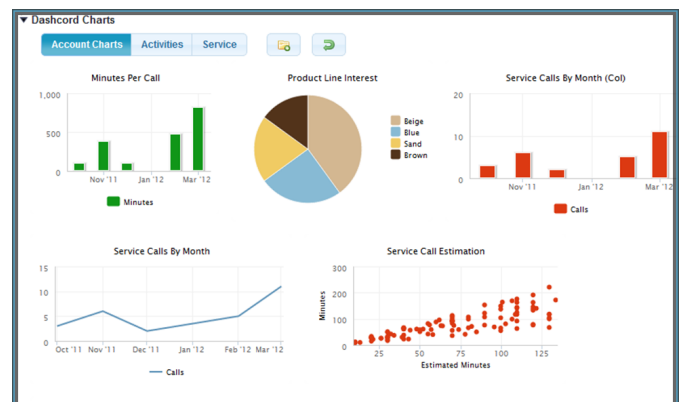 Dashcord Charts
Account Charts Activities Service
Minutes Per Call
1,000
500
0
Nov '11 Jan '12 Mar '12
Minutes
Product Line Interest
Beige
Blue
Sand
Brown
Service Calls By Month (Col)
20
10
0
Nov '11 Jan '12 Mar '12
Calls
Service Calls By Month
15
10
5
0
Oct '11 Nov '11 Dec '11 Jan '12 Feb '12 Mar '12
Calls
Service Call Estimation
Minutes
300
200
100
0
25 50 75 100 125
Estimated Minutes